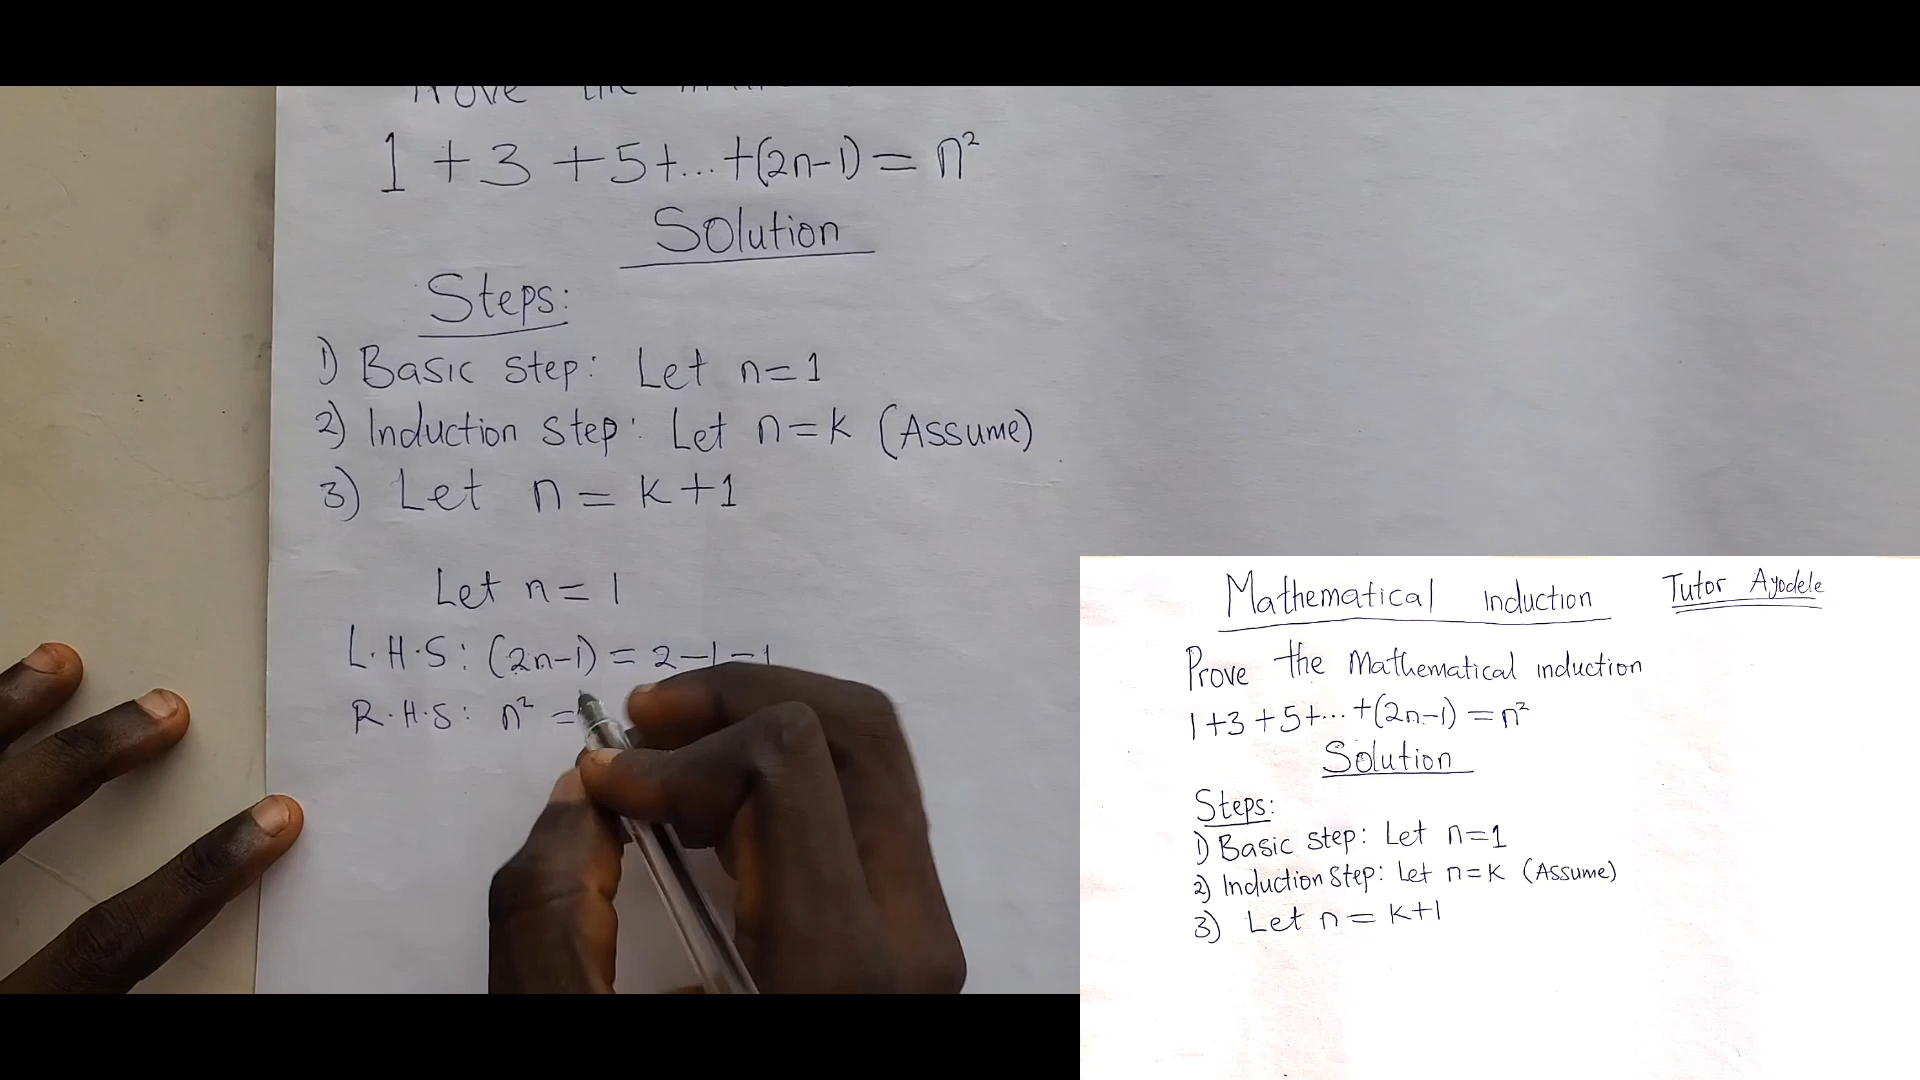 Prove the
1 + 3 + 5 + ... + (2n-1) = n²
Solution
Steps:
1) Basic step: Let n=1
2) Induction step: Let n=k (Assume)
3) Let n = k+1
Let n = 1
L.H.S: (2n-1) = 2-1=1
R.H.S: n² =
Mathematical induction
Tutor Ayodele
Prove the Mathematical induction
1+3+5+...+(2n-1) = n²
Solution
Steps:
1) Basic step: Let n=1
2) Induction step: Let n=k (Assume)
3) Let n = k+1